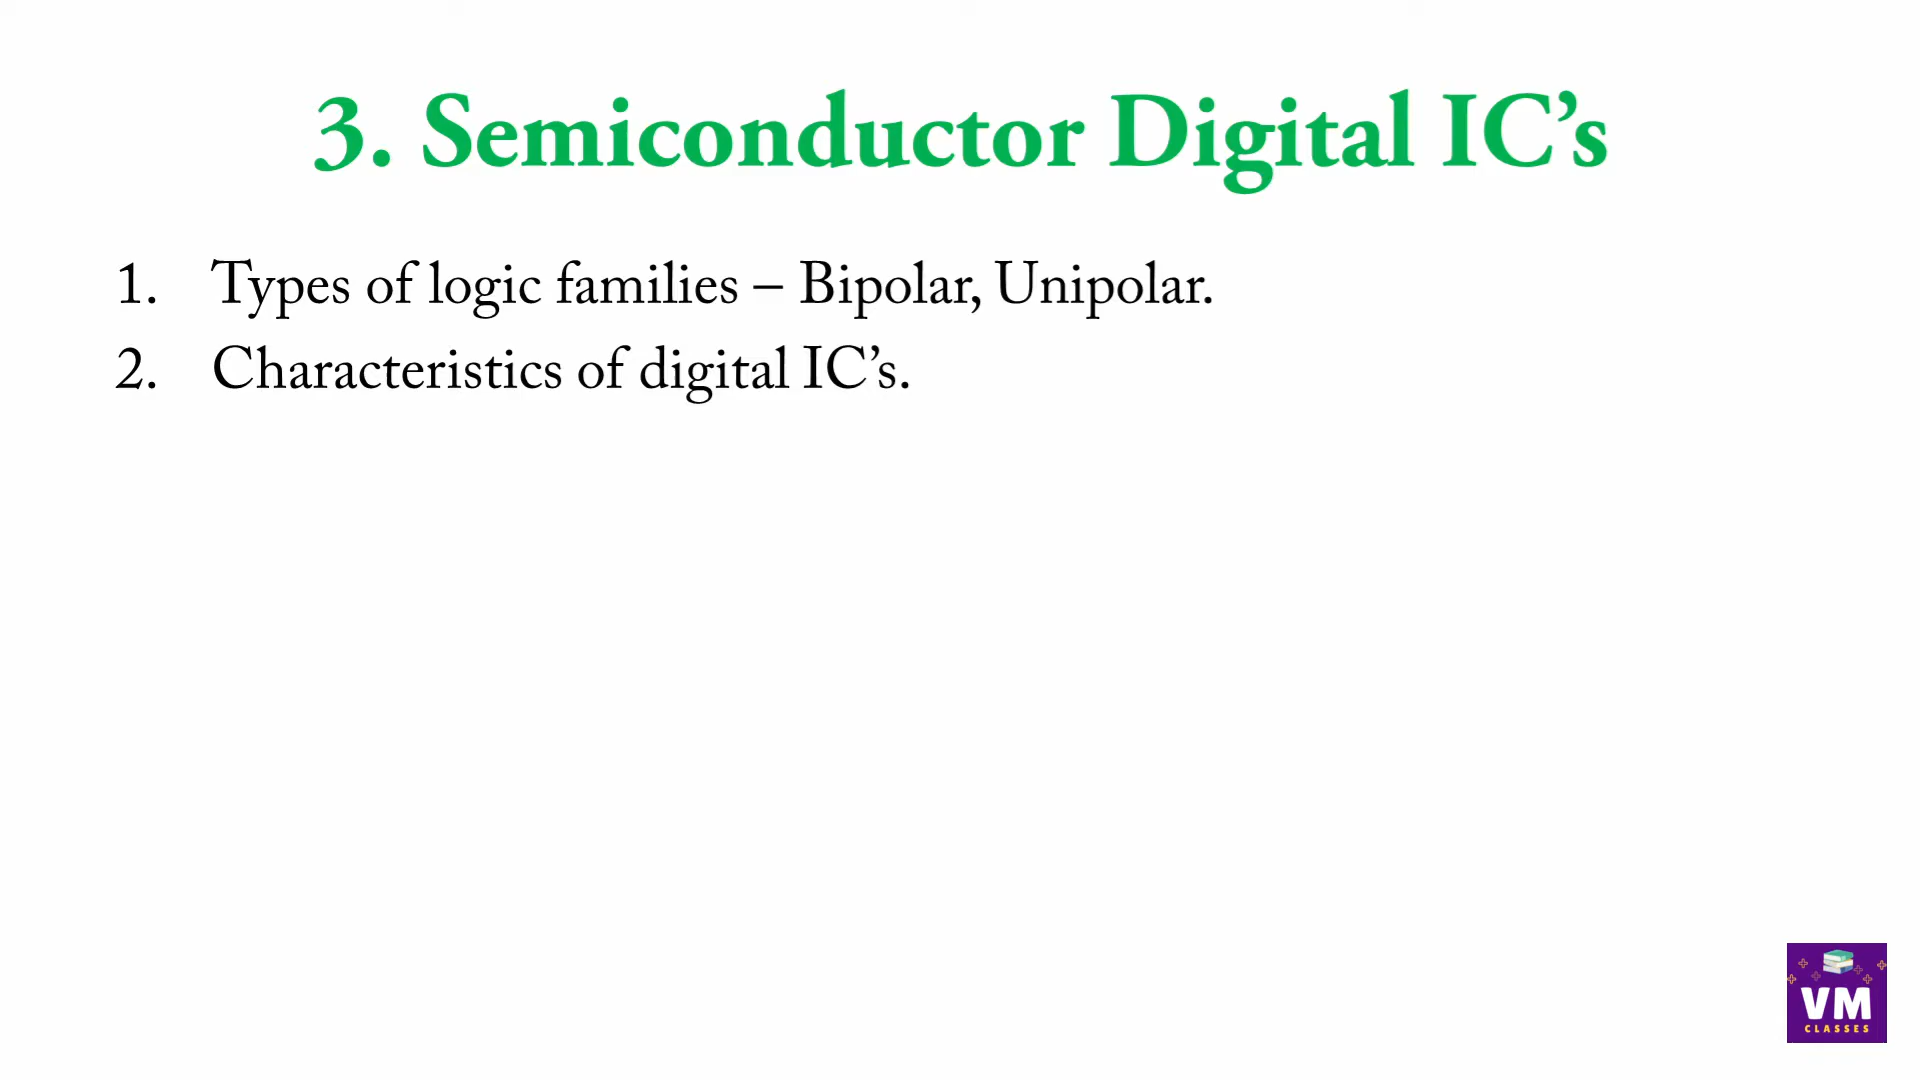 3. Semiconductor Digital IC’s
1. Types of logic families – Bipolar, Unipolar.
2. Characteristics of digital IC’s.
VM
CLASSES